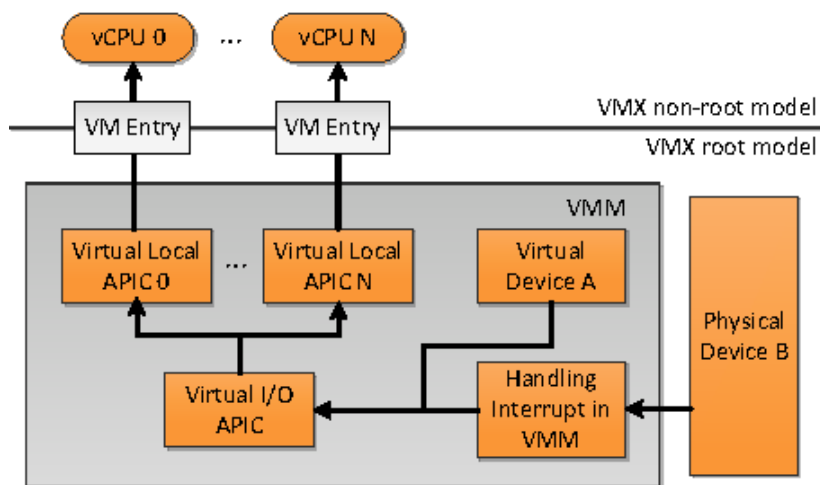 vCPU 0
...
vCPU N
VM Entry
VM Entry
VMX non-root model
VMX root model
VMM
Virtual Local
APIC 0
...
Virtual Local
APIC N
Virtual
Device A
Physical
Device B
Virtual I/O
APIC
Handling
Interrupt in
VMM